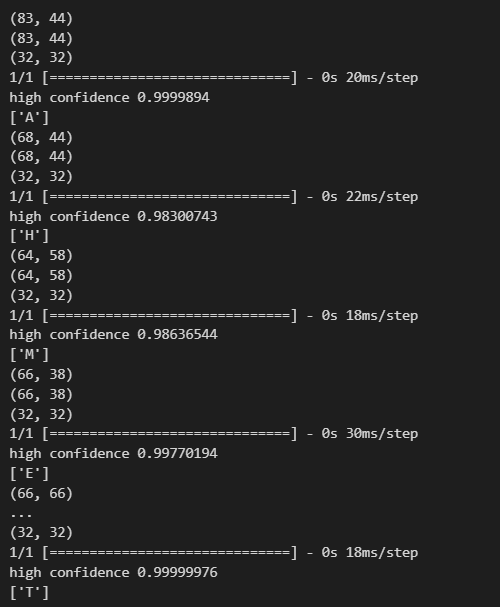 (83, 44)
(83, 44)
(32, 32)
1/1 [==============================] - 0s 20ms/step
high confidence 0.9999894
['A']
(68, 44)
(68, 44)
(32, 32)
1/1 [==============================] - 0s 22ms/step
high confidence 0.98300743
['H']
(64, 58)
(64, 58)
(32, 32)
1/1 [==============================] - 0s 18ms/step
high confidence 0.98636544
['M']
(66, 38)
(66, 38)
(32, 32)
1/1 [==============================] - 0s 30ms/step
high confidence 0.99770194
['E']
(66, 66)
...
(32, 32)
1/1 [==============================] - 0s 18ms/step
high confidence 0.99999976
['T']